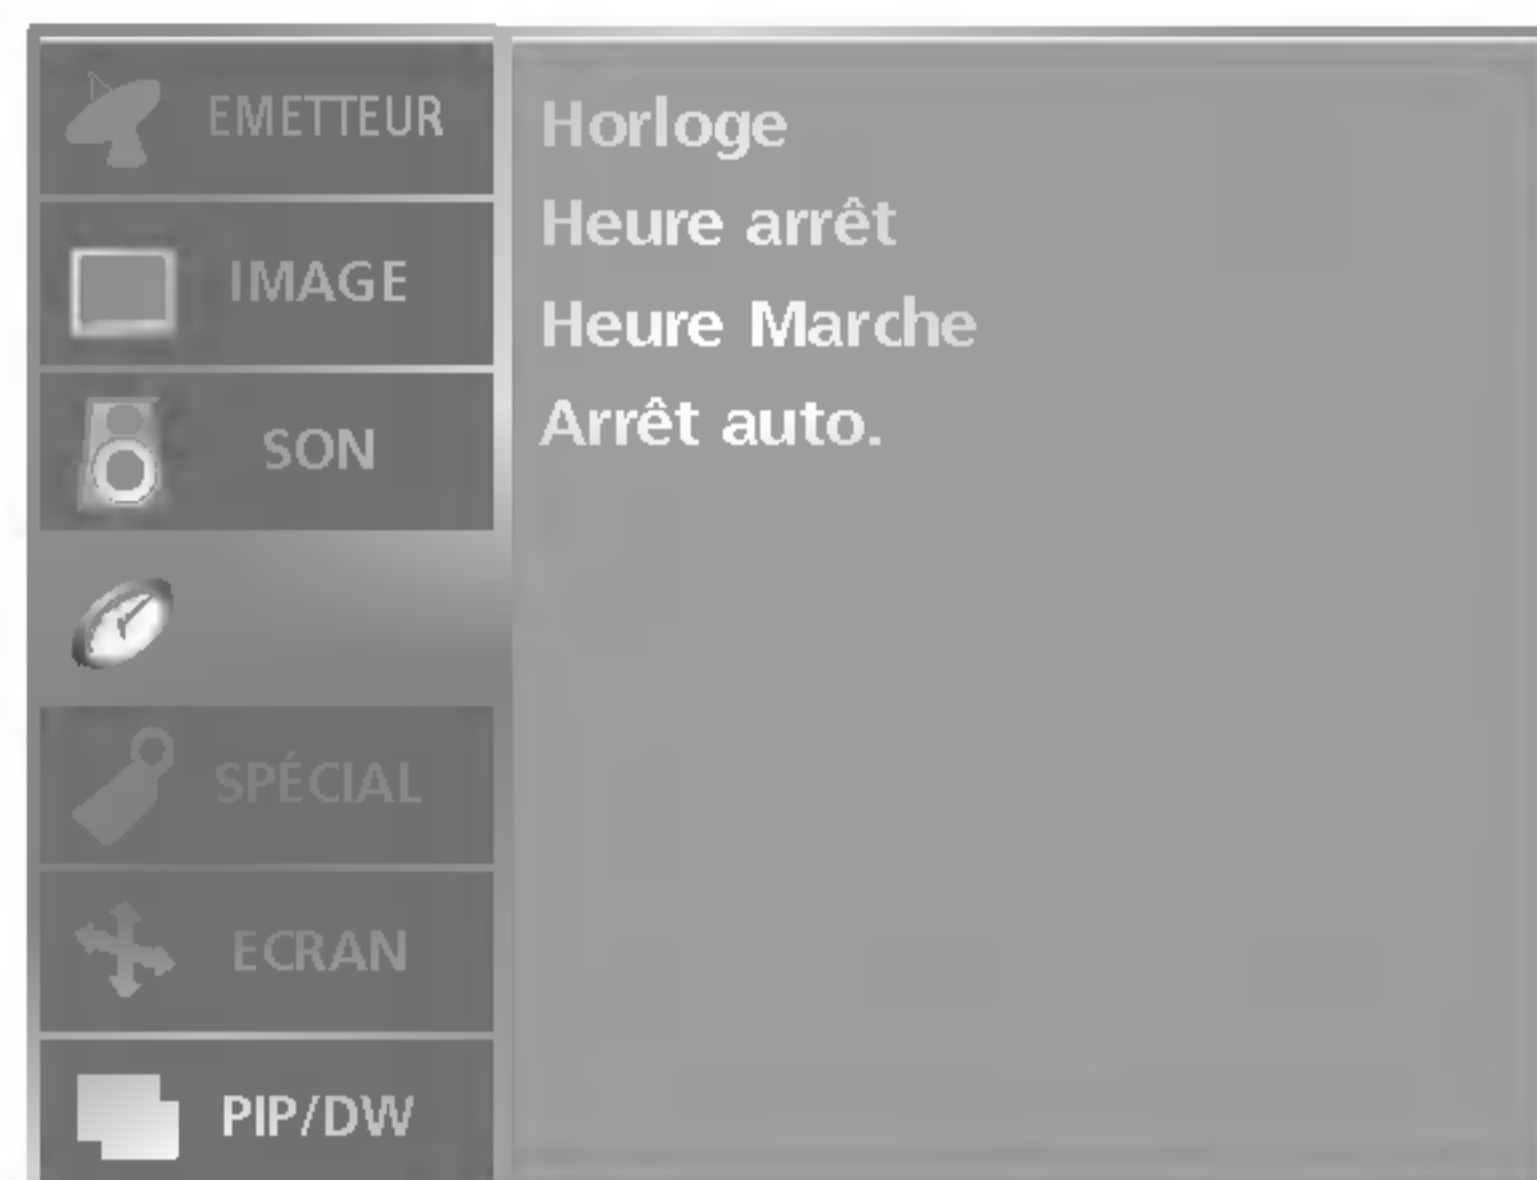 EMETTEUR
IMAGE
SON
SPÉCIAL
ECRAN
PIP/DW
Horloge
Heure arrêt
Heure Marche
Arrêt auto.